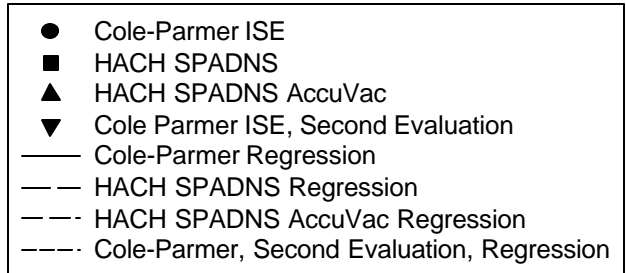 Cole-Parmer ISE
HACH SPADNS
HACH SPADNS AccuVac
Cole Parmer ISE, Second Evaluation
Cole-Parmer Regression
HACH SPADNS Regression
HACH SPADNS AccuVac Regression
Cole-Parmer, Second Evaluation, Regression